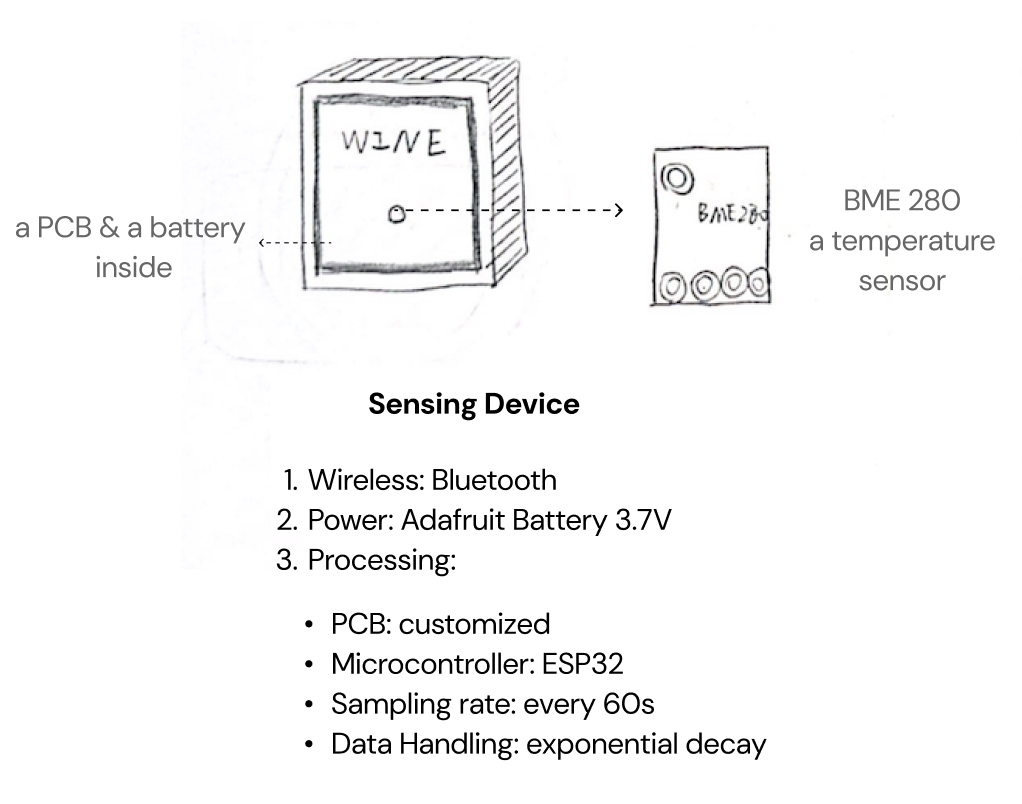 WINE
a PCB & a battery
inside
BME280
BME 280
a temperature
sensor
Sensing Device
1. Wireless: Bluetooth
2. Power: Adafruit Battery 3.7V
3. Processing:
• PCB: customized
• Microcontroller: ESP32
• Sampling rate: every 60s
• Data Handling: exponential decay